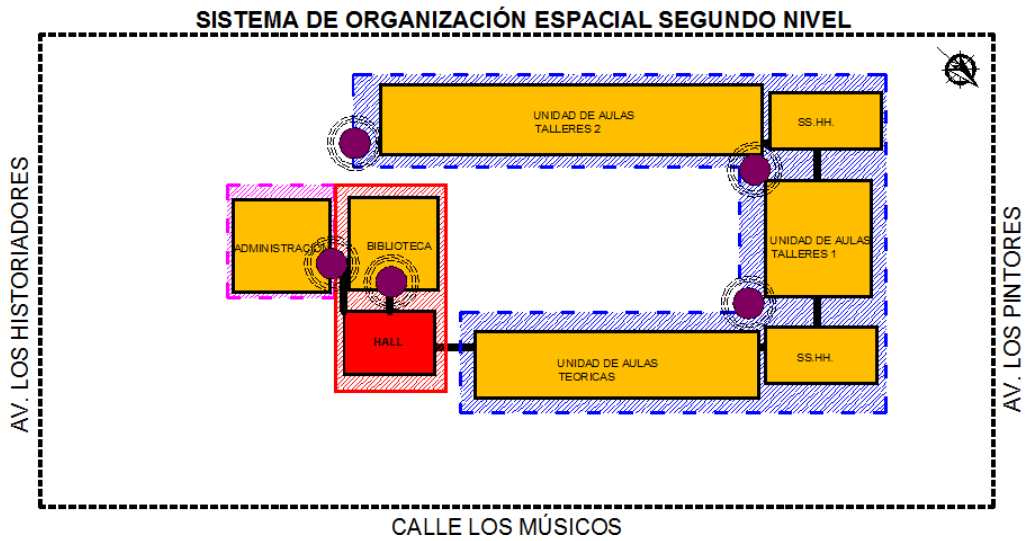 SISTEMA DE ORGANIZACIÓN ESPACIAL SEGUNDO NIVEL
UNIDAD DE AULAS
TALLERES 2
SS.HH.
AV. LOS HISTORIADORES
ADMINISTRACION
BIBLIOTECA
UNIDAD DE AULAS
TALLERES 1
AV. LOS PINTORES
HALL
UNIDAD DE AULAS
TEORICAS
SS.HH.
CALLE LOS MÚSICOS